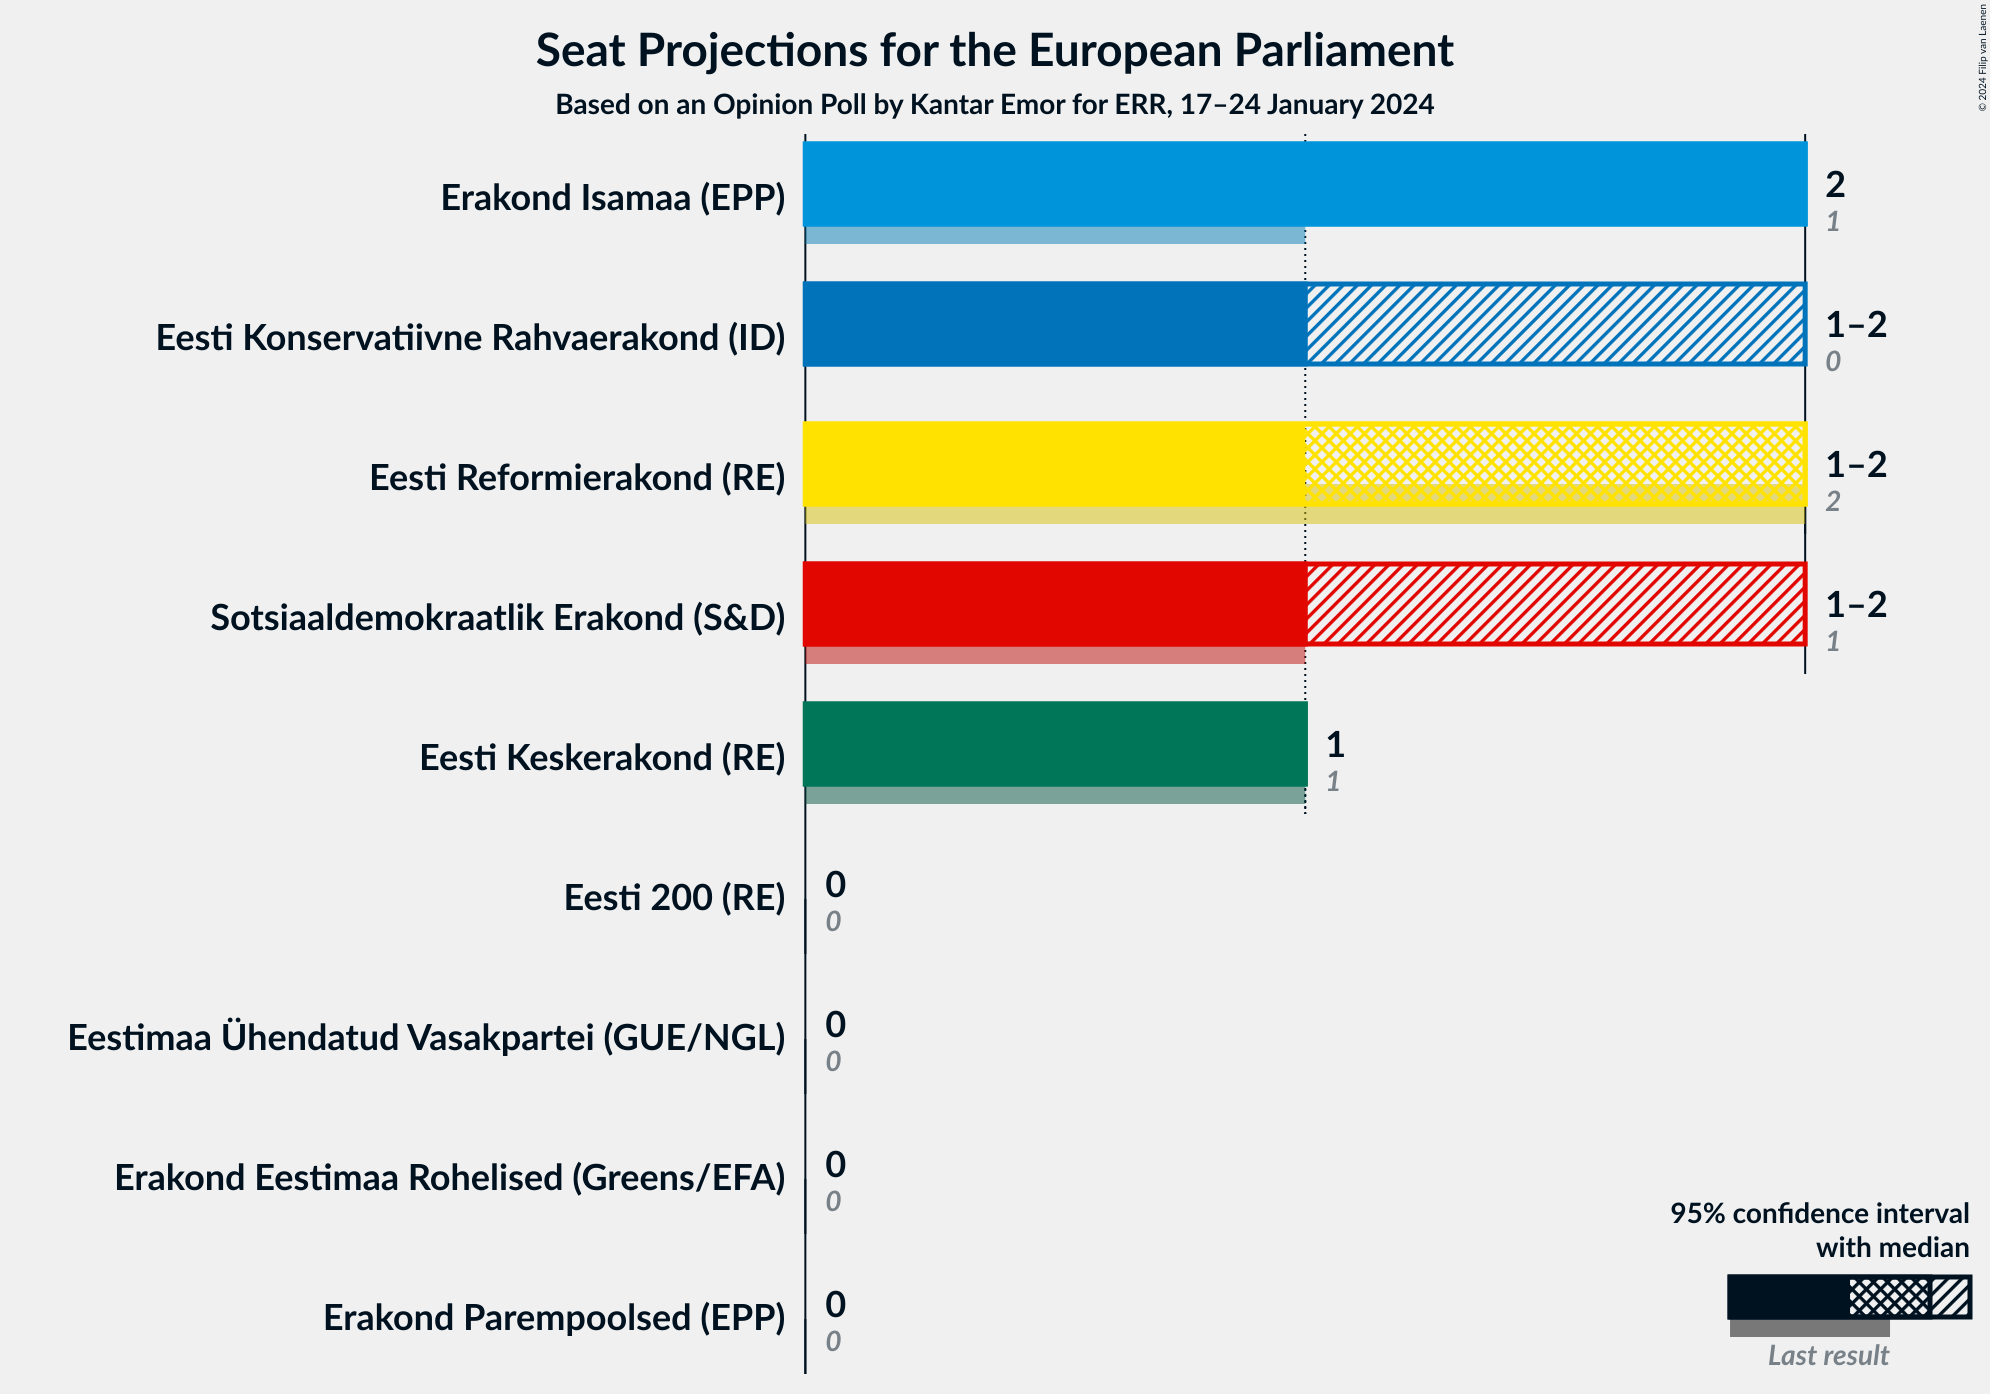 Seat Projections for the European Parliament
Based on an Opinion Poll by Kantar Emor for ERR, 17–24 January 2024
© 2024 Filip van Laenen
Erakond Isamaa (EPP)
2
1
Eesti Konservatiivne Rahvaerakond (ID)
1–2
0
Eesti Reformierakond (RE)
1–2
2
Sotsiaaldemokraatlik Erakond (S&D)
1–2
1
Eesti Keskerakond (RE)
1
1
Eesti 200 (RE)
0
0
Eestimaa Ühendatud Vasakpartei (GUE/NGL)
0
0
Erakond Eestimaa Rohelised (Greens/EFA)
0
0
Erakond Parempoolsed (EPP)
0
0
95% confidence interval
with median
Last result